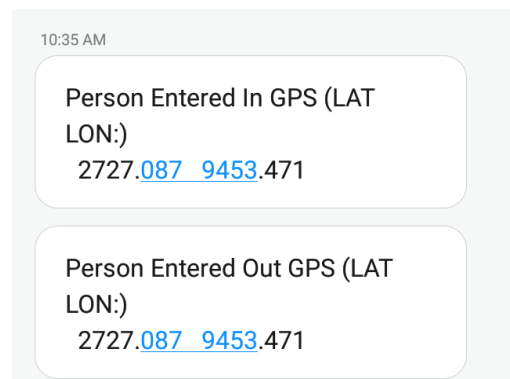 10:35 AM
Person Entered In GPS (LAT
LON:)
2727.087 9453.471
Person Entered Out GPS (LAT
LON:)
2727.087 9453.471